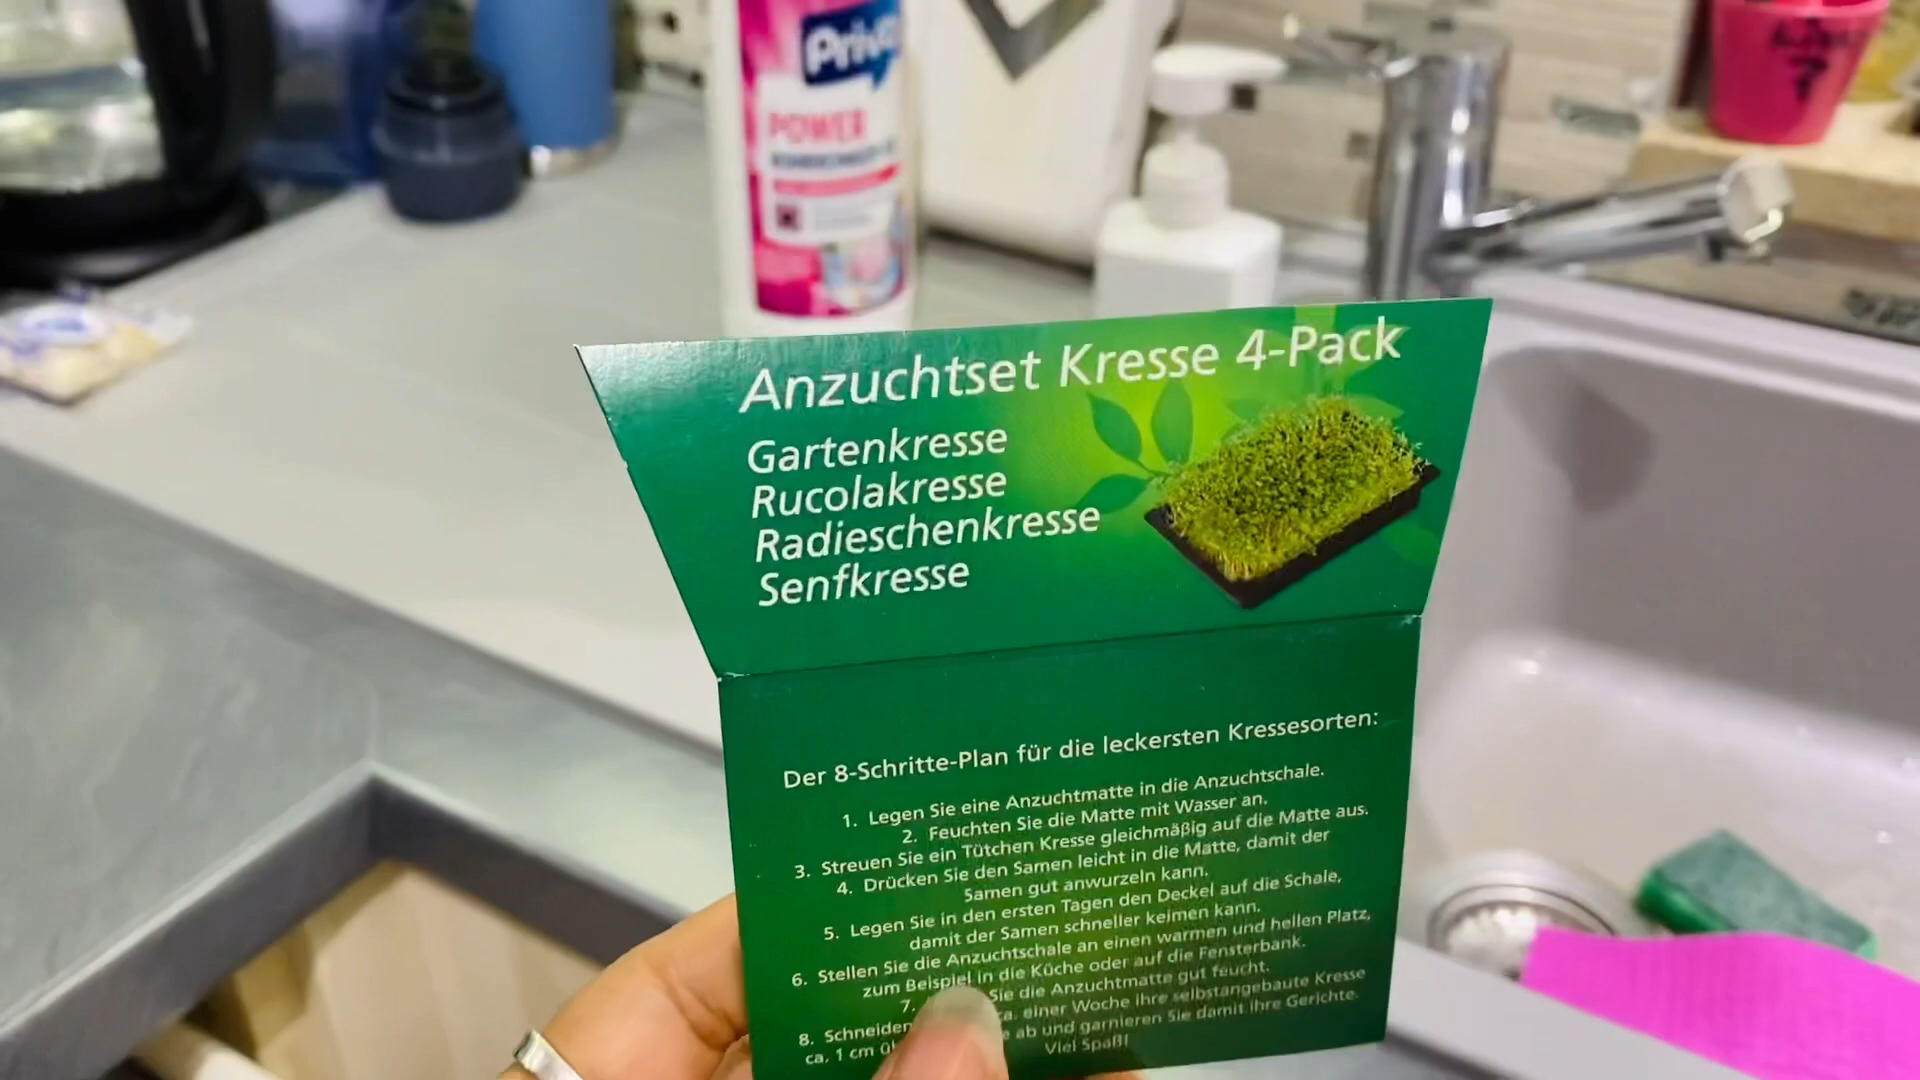 Priva
POWER
Anzuchtset Kresse 4-Pack
Gartenkresse
Rucolakresse
Radieschenkresse
Senfkresse
Der 8-Schritte-Plan für die leckersten Kressesorten:
1. Legen Sie eine Anzuchtmatte in die Anzuchtschale.
2. Feuchten Sie die Matte mit Wasser an.
3. Streuen Sie ein Tütchen Kresse gleichmäßig auf die Matte aus.
4. Drücken Sie den Samen leicht in die Matte, damit der
Samen gut anwurzeln kann.
5. Legen Sie in den ersten Tagen den Deckel auf die Schale,
damit der Samen schneller keimen kann.
6. Stellen Sie die Anzuchtschale an einen warmen und hellen Platz,
zum Beispiel in die Küche oder auf die Fensterbank.
7. Sie die Anzuchtmatte gut feucht.
8. Schneiden ca. einer Woche Ihre selbstangebaute Kresse
ca. 1 cm ab und garnieren Sie damit Ihre Gerichte.
Viel Spaß!